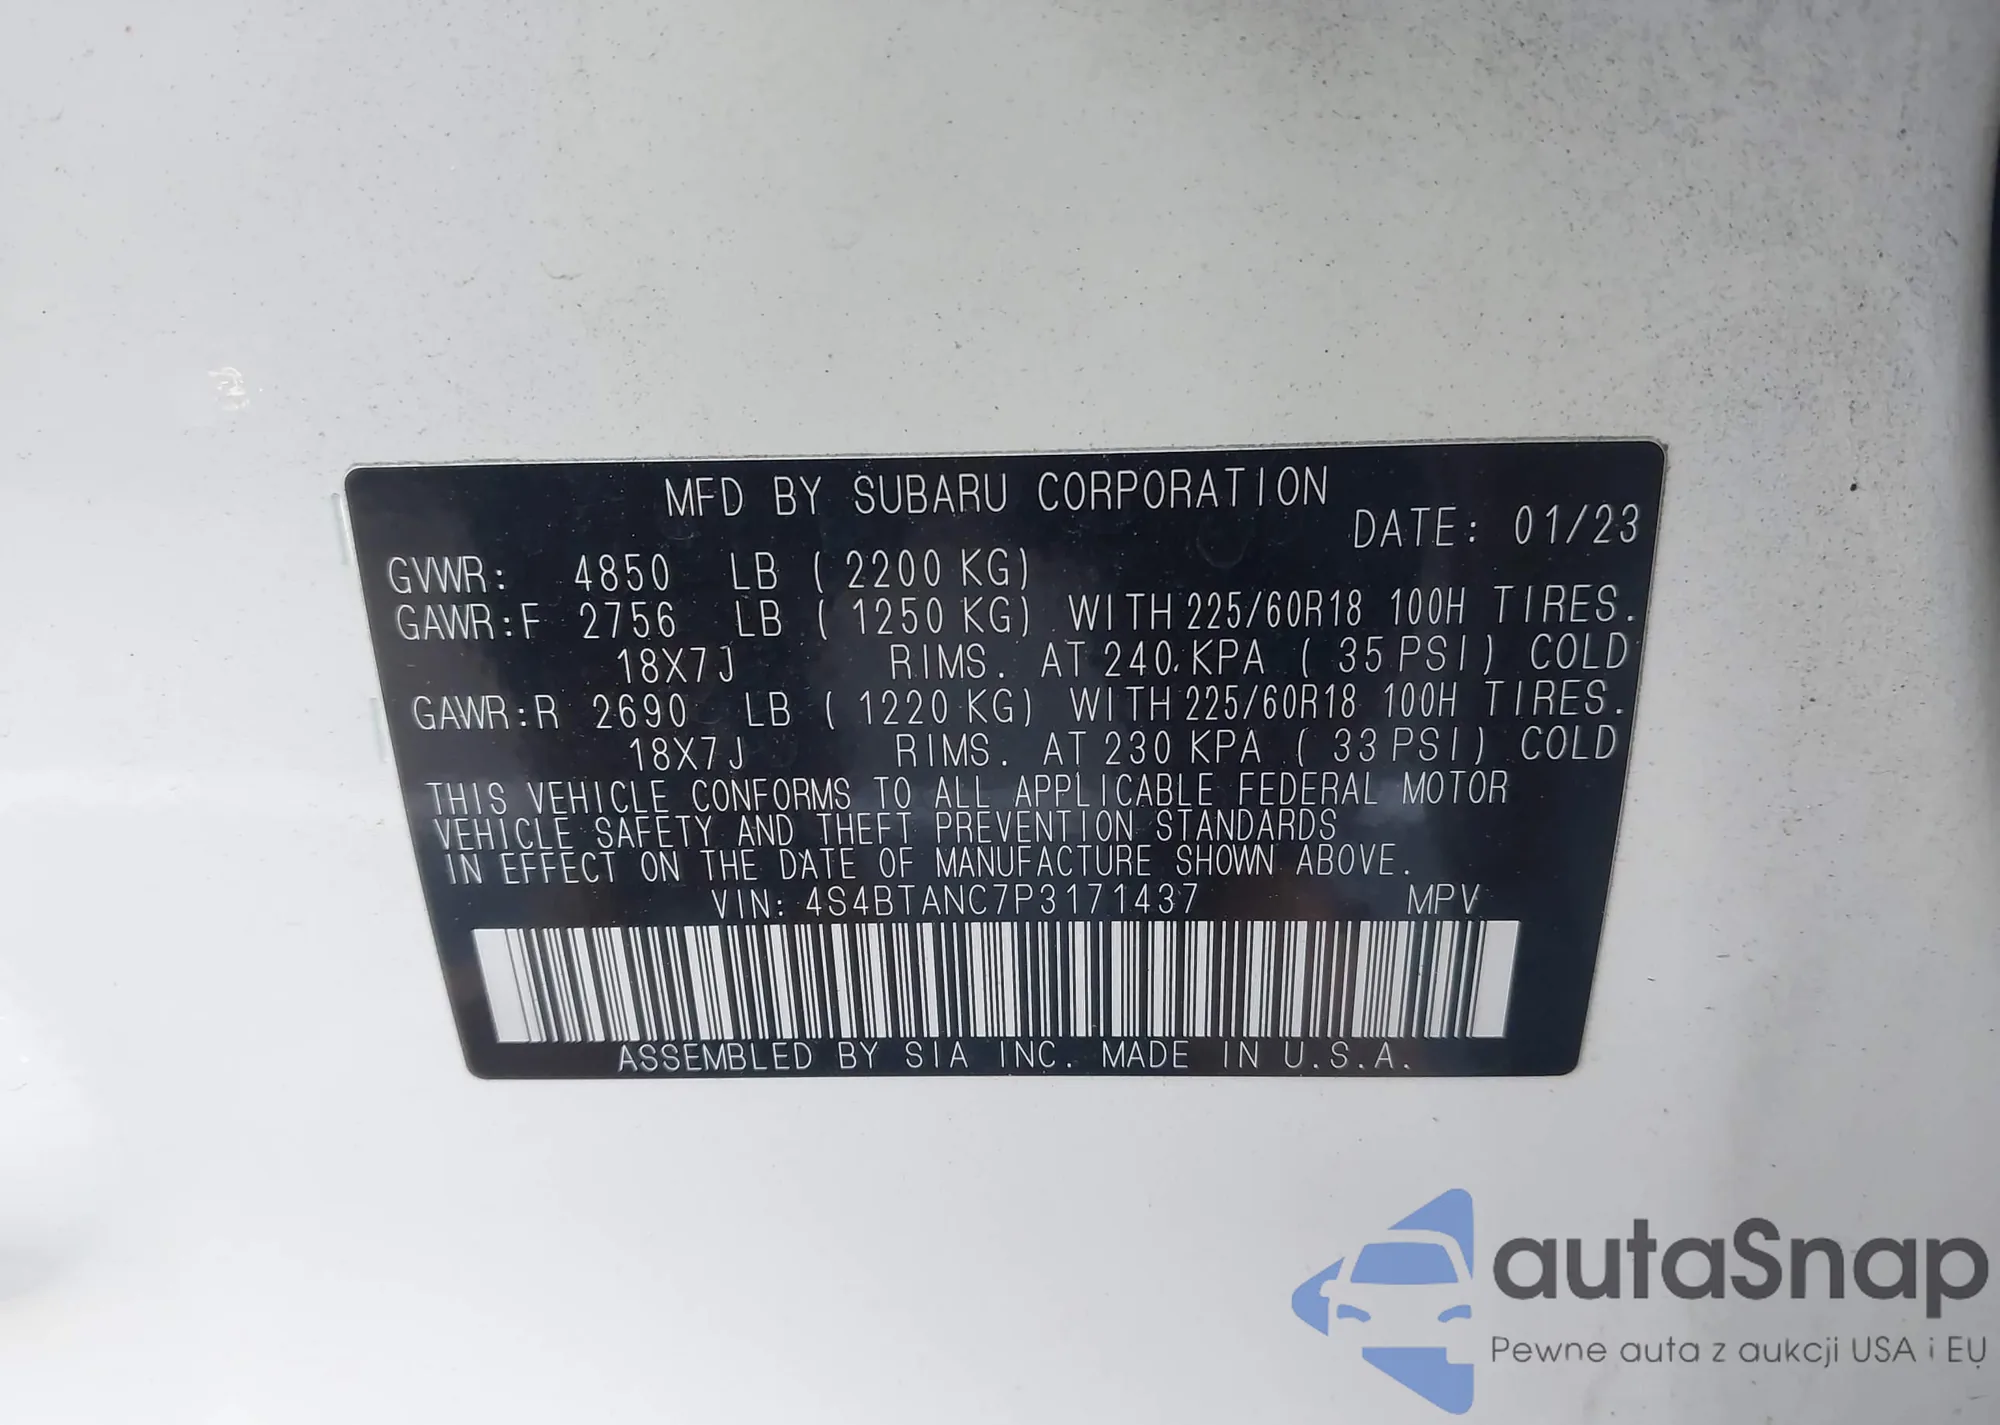 MFD BY SUBARU CORPORATION
DATE: 01/23
GVWR: 4850 LB ( 2200 KG)
GAWR:F 2756 LB ( 1250 KG) WITH 225/60R18 100H TIRES.
18X7J RIMS. AT 240 KPA ( 35 PSI) COLD
GAWR:R 2690 LB ( 1220 KG) WITH 225/60R18 100H TIRES.
18X7J RIMS. AT 230 KPA ( 33 PSI) COLD
THIS VEHICLE CONFORMS TO ALL APPLICABLE FEDERAL MOTOR
VEHICLE SAFETY AND THEFT PREVENTION STANDARDS
IN EFFECT ON THE DATE OF MANUFACTURE SHOWN ABOVE.
VIN: 4S4BTANC7P3171437 MPV
ASSEMBLED BY SIA INC. MADE IN U.S.A.
autaSnap
Pewne auta z aukcji USA i EU